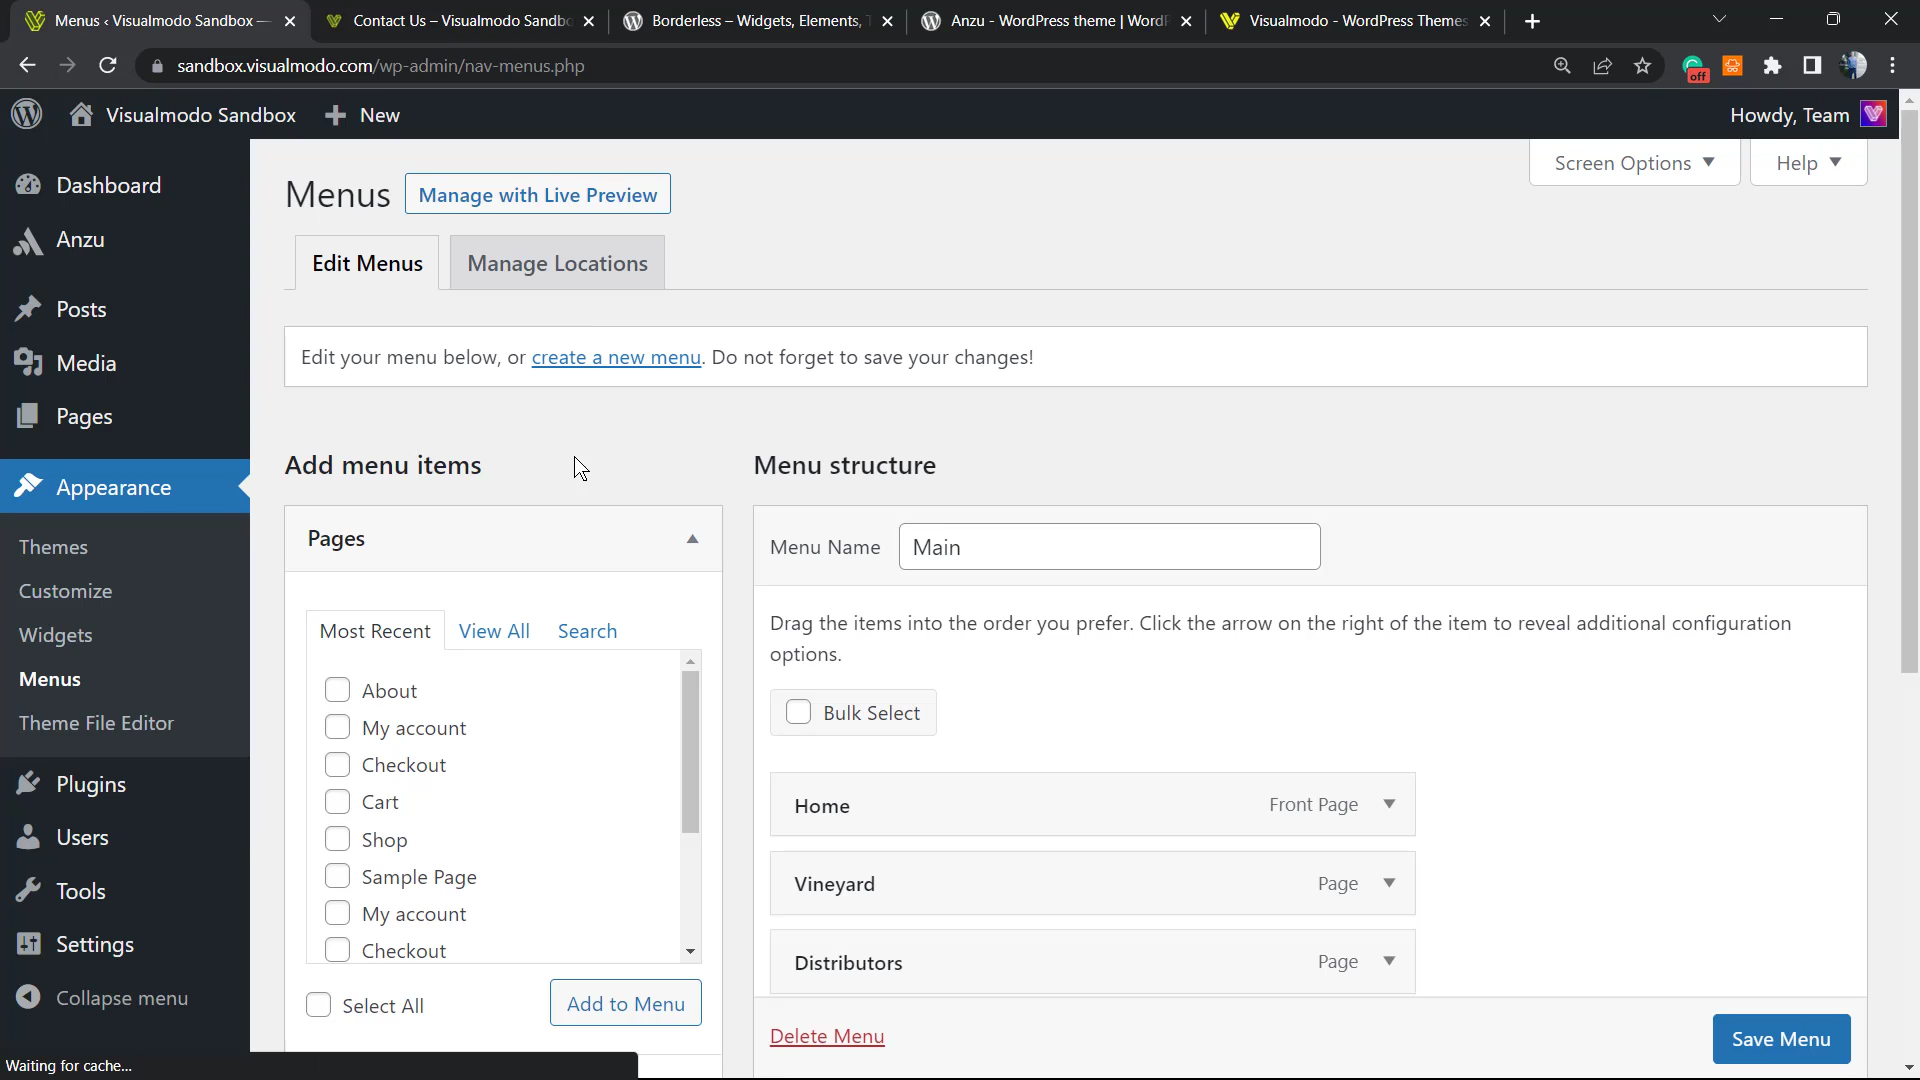 Menus ‹ Visualmodo Sandbox —
Contact Us – Visualmodo Sandbo
Borderless – Widgets, Elements, T
Anzu - WordPress theme | WordP
Visualmodo - WordPress Themes
sandbox.visualmodo.com/wp-admin/nav-menus.php
off
Visualmodo Sandbox
New
Howdy, Team
Dashboard
Anzu
Posts
Media
Pages
Appearance
Themes
Customize
Widgets
Menus
Theme File Editor
Plugins
Users
Tools
Settings
Collapse menu
Waiting for cache...
Screen Options
Help
Menus
Manage with Live Preview
Edit Menus
Manage Locations
Edit your menu below, or create a new menu. Do not forget to save your changes!
Add menu items
Pages
Most Recent
View All
Search
About
My account
Checkout
Cart
Shop
Sample Page
My account
Checkout
Select All
Add to Menu
Menu structure
Menu Name
Main
Drag the items into the order you prefer. Click the arrow on the right of the item to reveal additional configuration
options.
Bulk Select
Home
Front Page
Vineyard
Page
Distributors
Page
Delete Menu
Save Menu